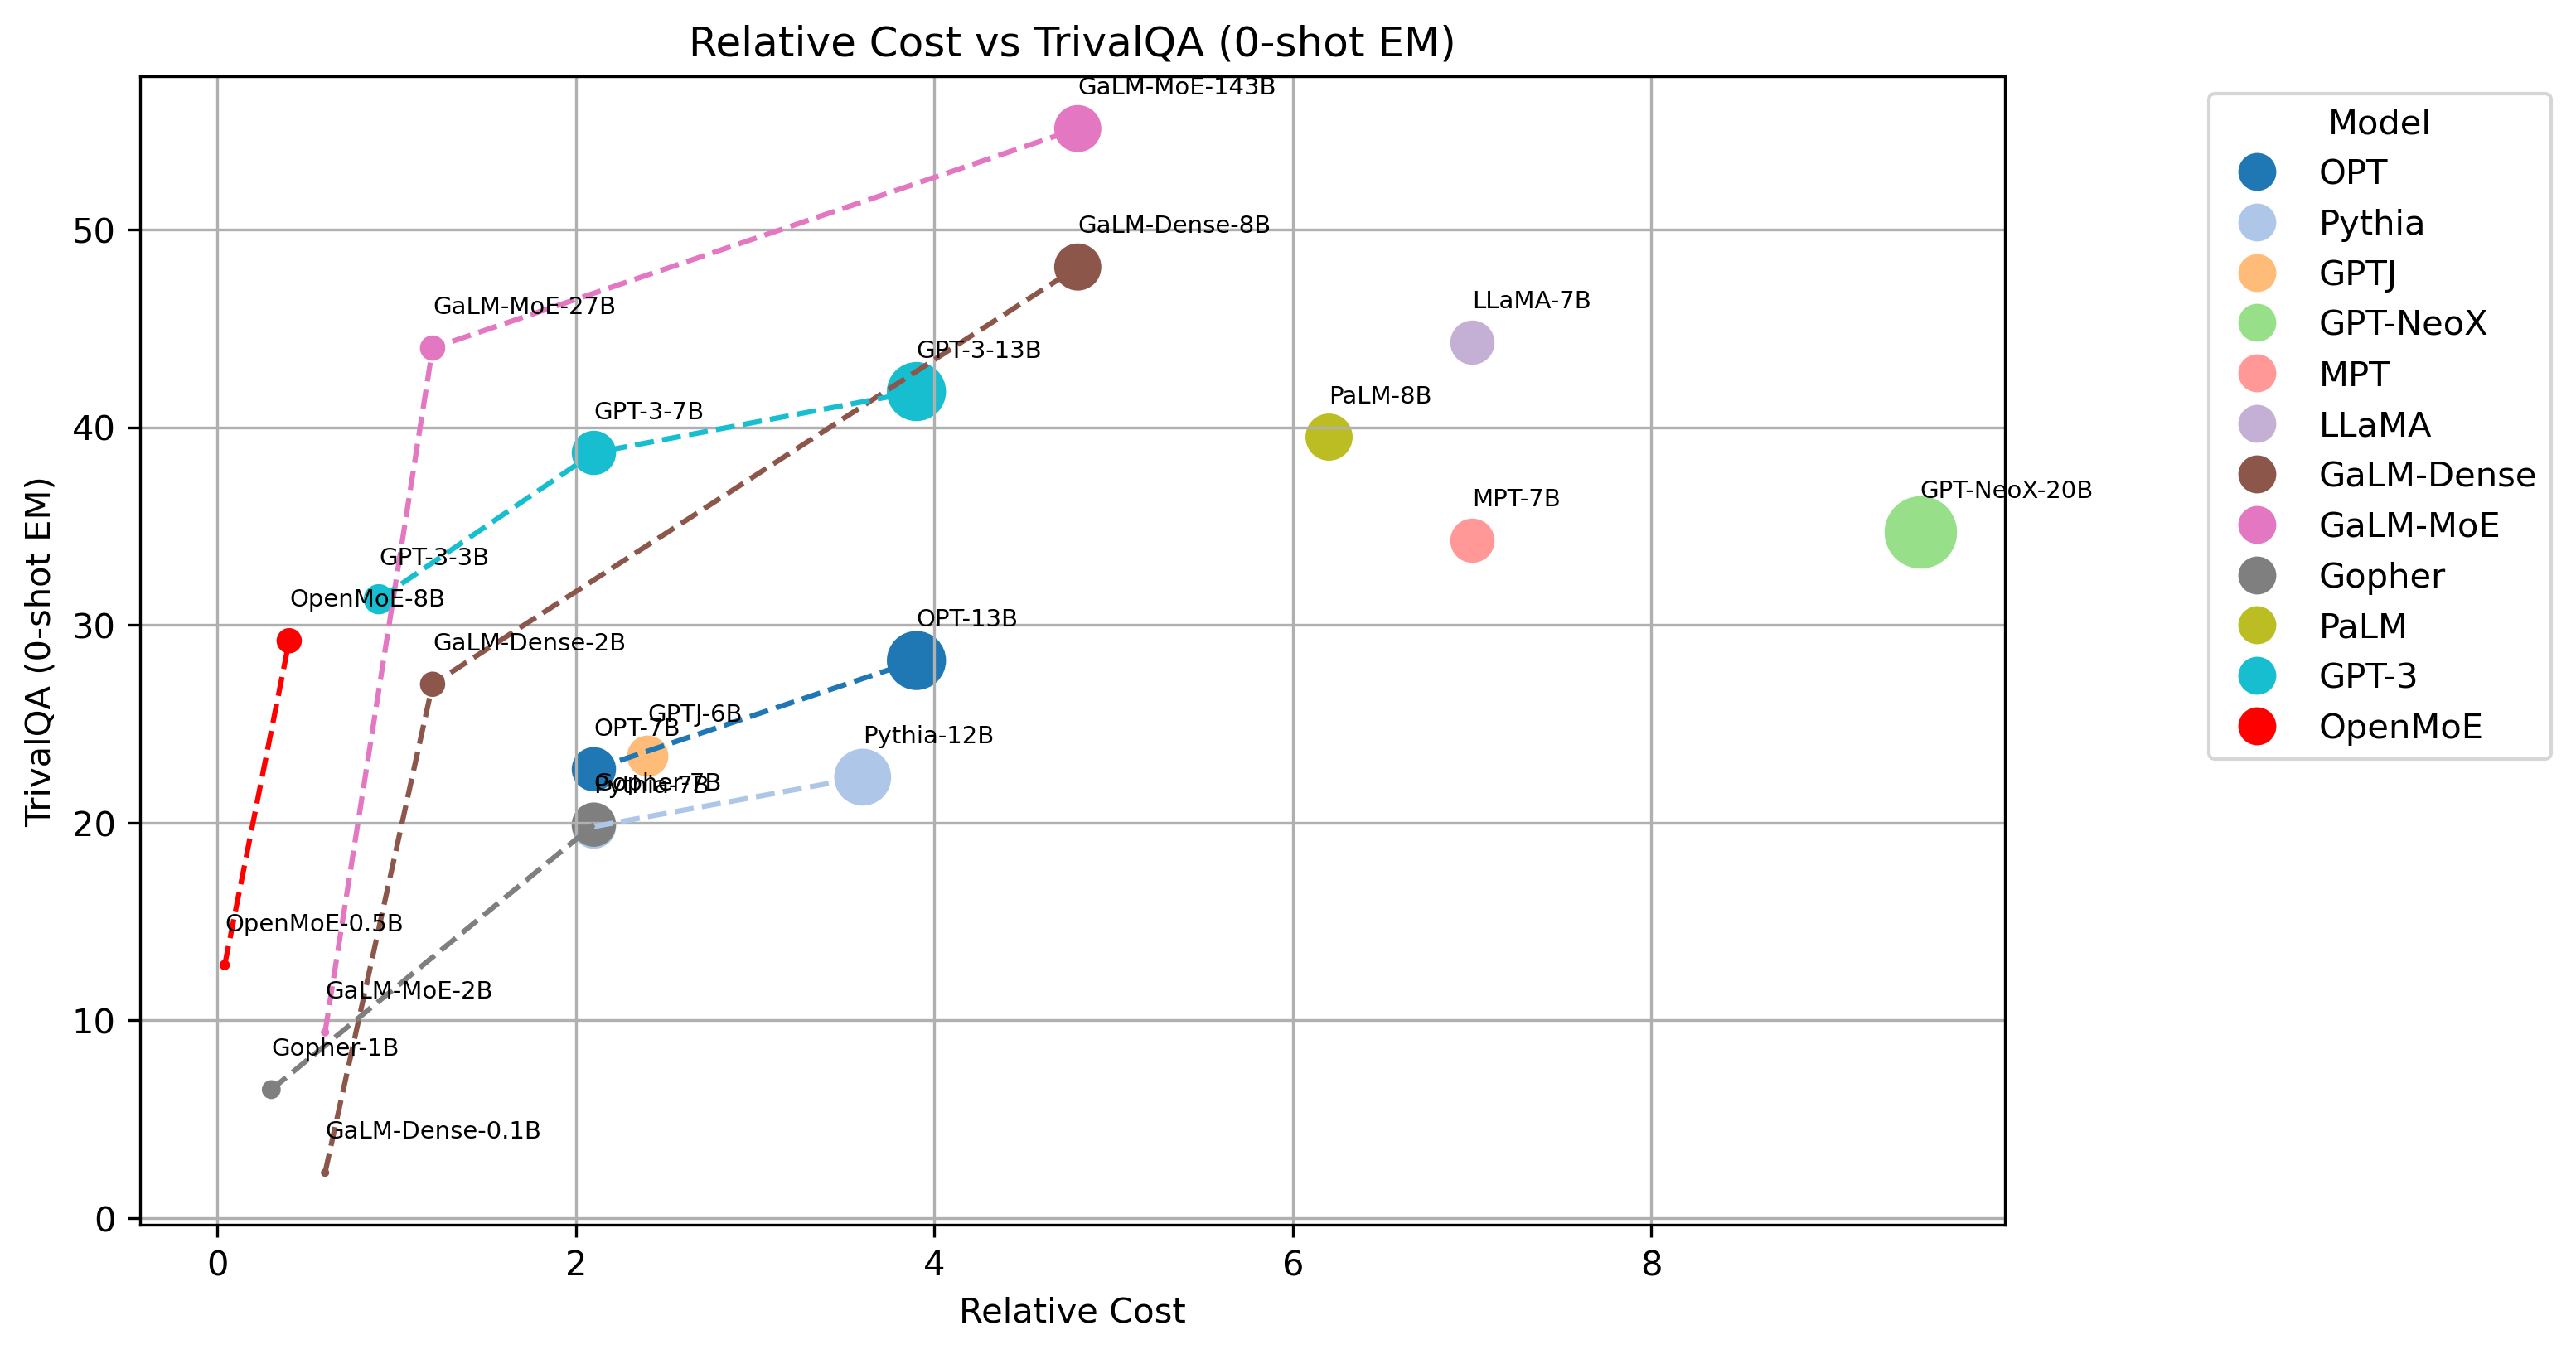 Relative Cost vs TrivalQA (0-shot EM)
GaLM-MoE-143B
GaLM-Dense-8B
GaLM-MoE-27B
LLaMA-7B
GPT-3-13B
PaLM-8B
GPT-3-7B
MPT-7B
GPT-NeoX-20B
GPT-3-3B
OpenMoE-8B
GaLM-Dense-2B
OPT-13B
GPTJ-6B
OPT-7B
Pythia-12B
Gopher-7B
Pythia-7B
OpenMoE-0.5B
GaLM-MoE-2B
Gopher-1B
GaLM-Dense-0.1B
50
40
30
20
10
0
TrivalQA (0-shot EM)
0 2 4 6 8
Relative Cost
Model
OPT
Pythia
GPTJ
GPT-NeoX
MPT
LLaMA
GaLM-Dense
GaLM-MoE
Gopher
PaLM
GPT-3
OpenMoE